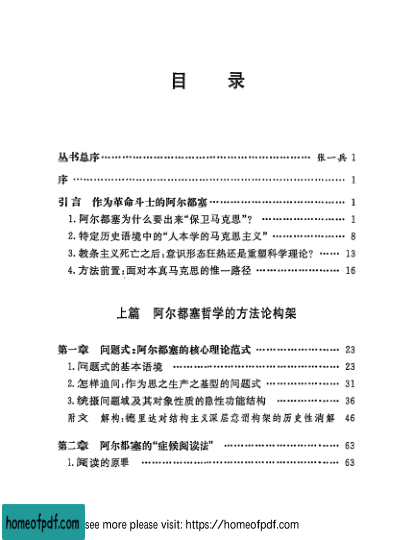 目 录
丛书总序 …… 张一兵 1
序 …… 1
引言 作为革命斗士的阿尔都塞 …… 1
1.阿尔都塞为什么要出来“保卫马克思”? …… 1
2.特定历史语境中的“人本学的马克思主义” …… 8
3.教条主义死亡之后:意识形态狂热还是重塑科学理论? …… 13
4.方法前置:面对本真马克思的惟一路径 …… 16
上篇 阿尔都塞哲学的方法论构架
第一章 问题式:阿尔都塞的核心理论范式 …… 23
1.问题式的基本语境 …… 23
2.怎样追问:作为思之生产之基型的问题式 …… 31
3.统摄问题域及其对象性质的隐性功能结构 …… 36
附文 解构:德里达对结构主义深层意谓构架的历史性消解 46
第二章 阿尔都塞的“症候阅读法” …… 63
1.阅读的原罪 …… 63
homeofpdf.com see more please visit: https://homeofpdf.com